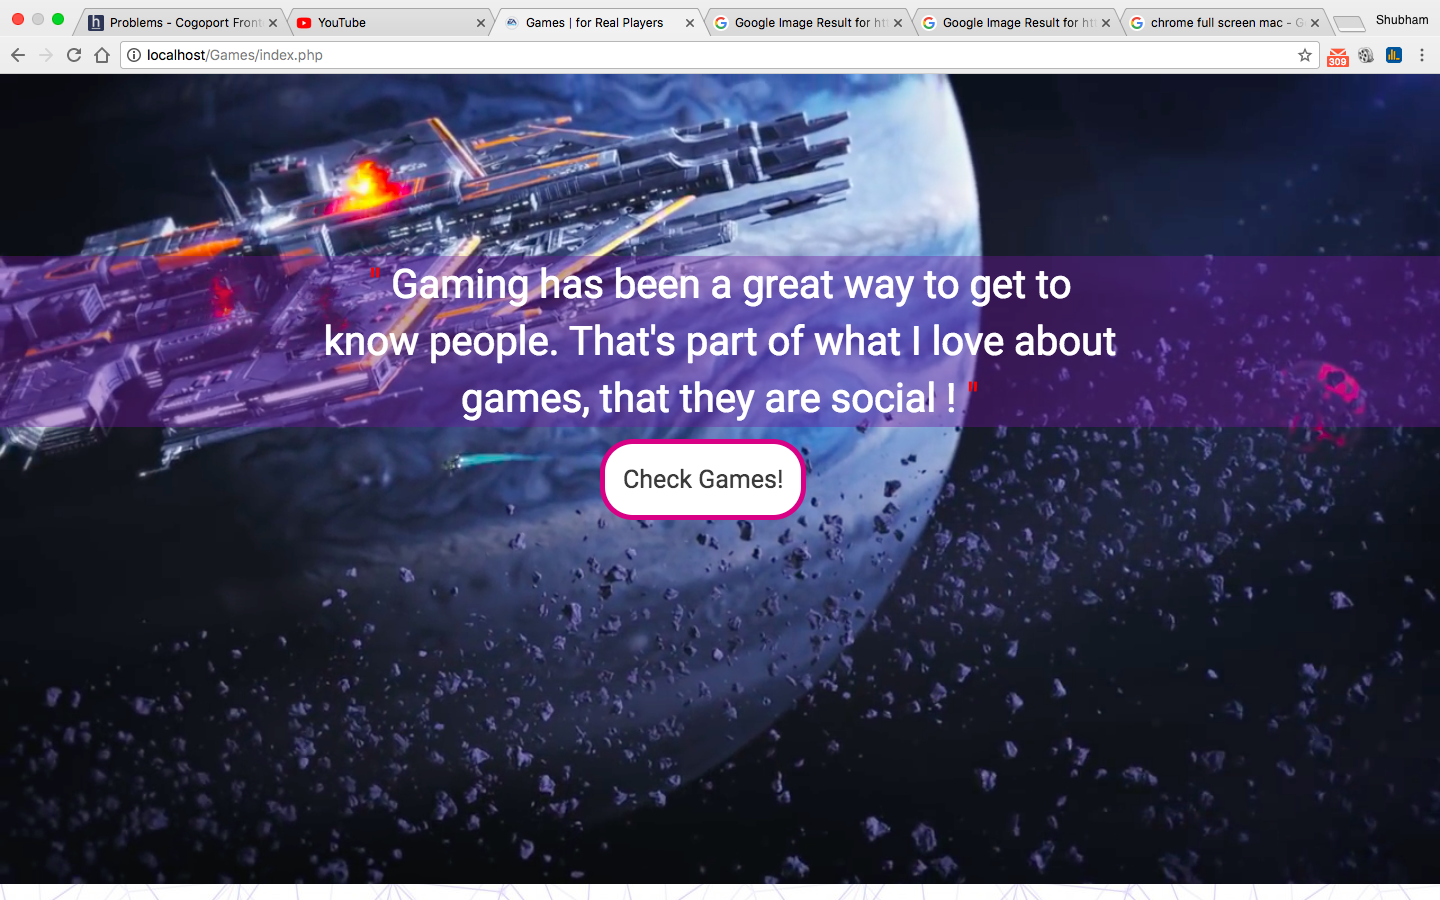 Problems - Cogoport Front
YouTube
Games | for Real Players
Google Image Result for htt
Google Image Result for htt
chrome full screen mac - G
Shubham
localhost/Games/index.php
309
" Gaming has been a great way to get to
know people. That's part of what I love about
games, that they are social ! "
Check Games!